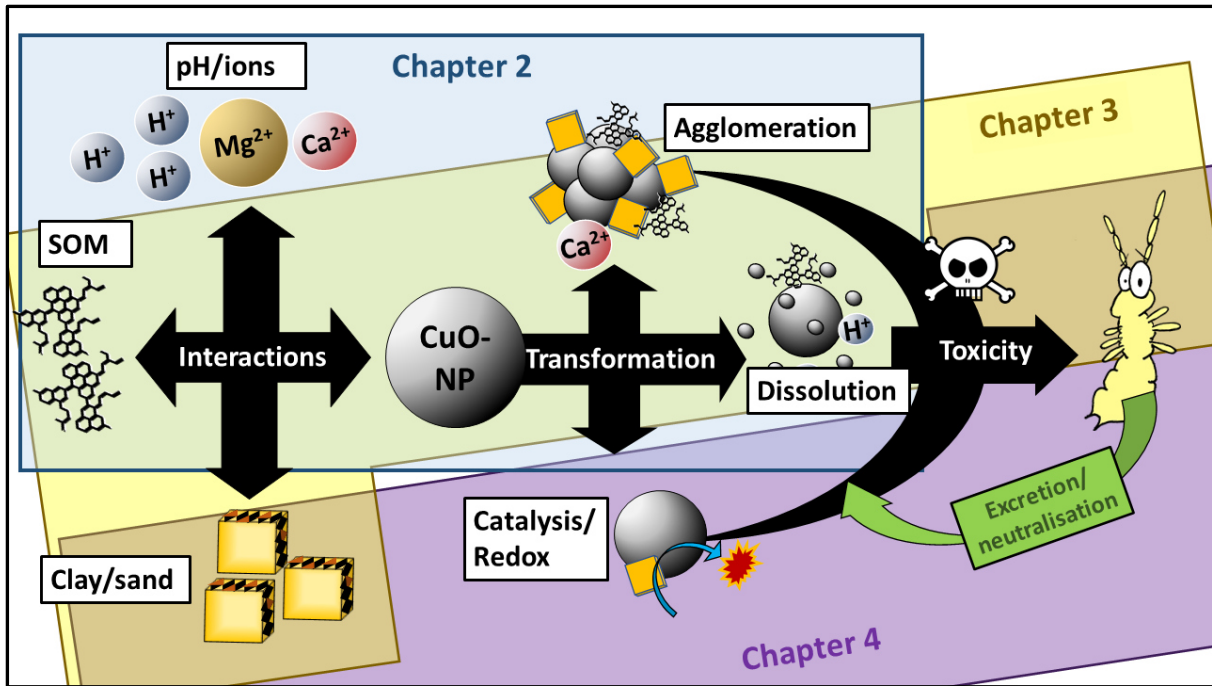 pH/ions
Chapter 2
H⁺
H⁺
H⁺
Mg²⁺
Ca²⁺
Agglomeration
Chapter 3
SOM
Ca²⁺
Interactions
CuO-
NP
Transformation
H⁺
Dissolution
Toxicity
Clay/sand
Catalysis/
Redox
Excretion/
neutralisation
Chapter 4